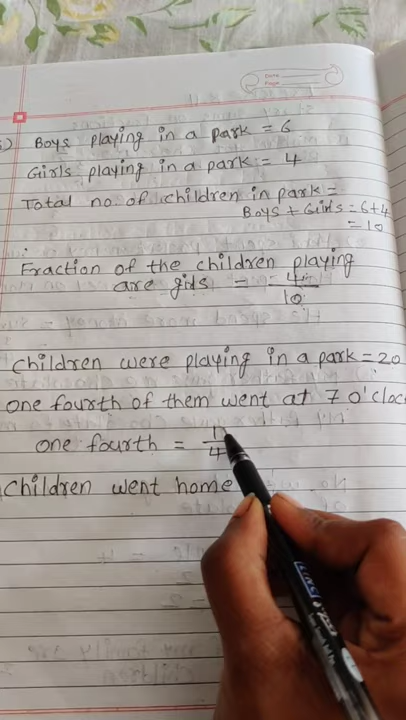 Boys playing in a park = 6
Girls playing in a park = 4
Total no. of children in park =
Boys + Girls = 6+4
= 10
Fraction of the children playing
are girls = 4/10
Children were playing in a park = 20
One fourth of them went at 7 o'cloc
One fourth = 1/4
Children went home